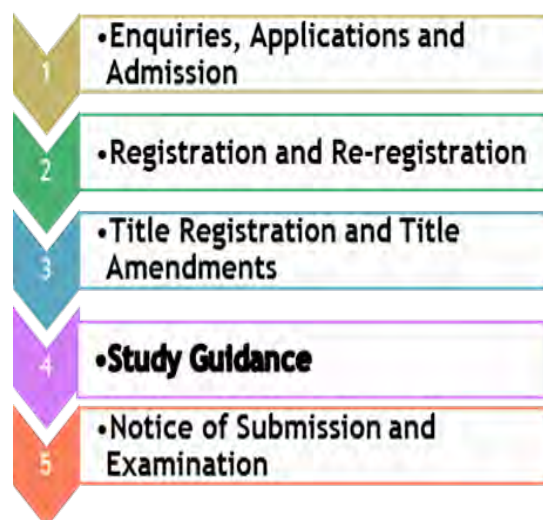 1
•Enquiries, Applications and
Admission
2
•Registration and Re-registration
3
•Title Registration and Title
Amendments
4
•Study Guidance
5
•Notice of Submission and
Examination